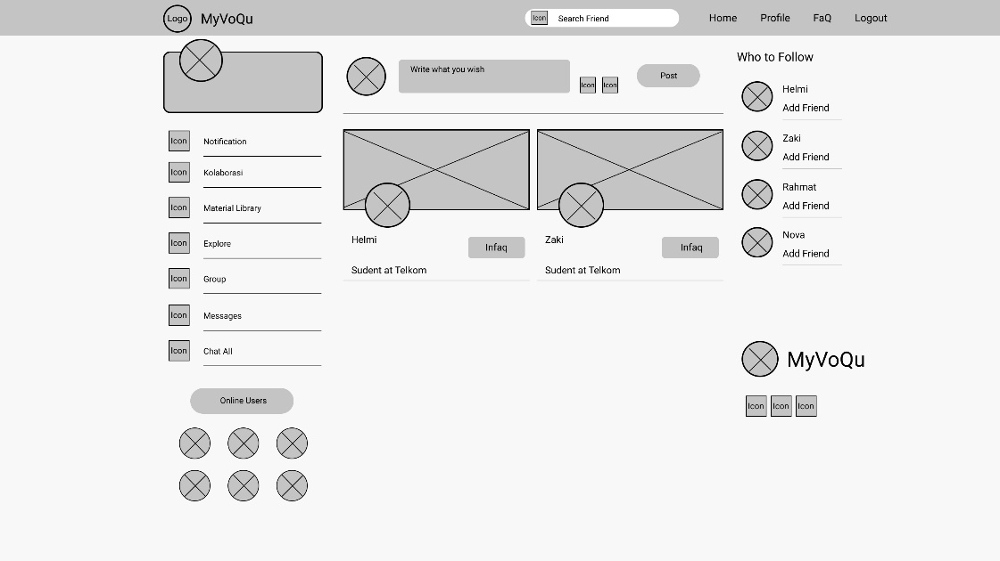 Logo
MyVoQu
Icon
Search Friend
Home
Profile
FaQ
Logout
Icon
Notification
Icon
Kolaborasi
Icon
Material Library
Icon
Explore
Icon
Group
Icon
Messages
Icon
Chat All
Online Users
Write what you wish
Icon
Icon
Post
Helmi
Infaq
Sudent at Telkom
Zaki
Infaq
Sudent at Telkom
Who to Follow
Helmi
Add Friend
Zaki
Add Friend
Rahmat
Add Friend
Nova
Add Friend
MyVoQu
Icon
Icon
Icon